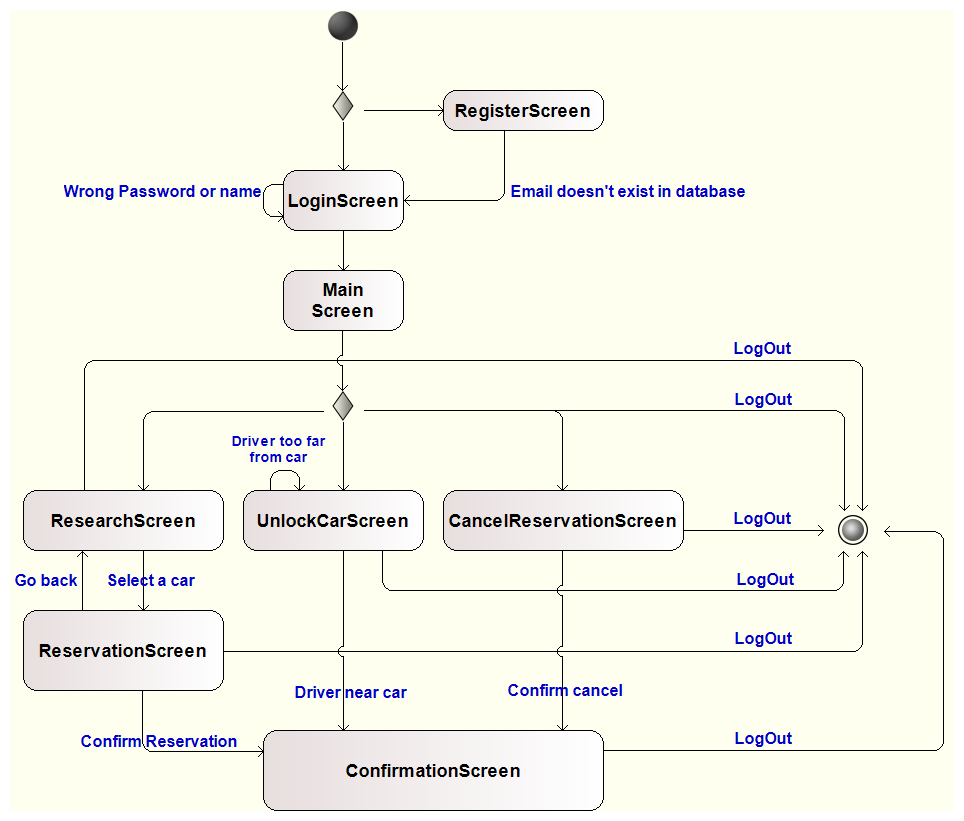 RegisterScreen
Wrong Password or name
LoginScreen
Email doesn't exist in database
Main
Screen
LogOut
LogOut
Driver too far
from car
ResearchScreen
UnlockCarScreen
CancelReservationScreen
LogOut
Go back
Select a car
LogOut
ReservationScreen
LogOut
Driver near car
Confirm cancel
Confirm Reservation
LogOut
ConfirmationScreen